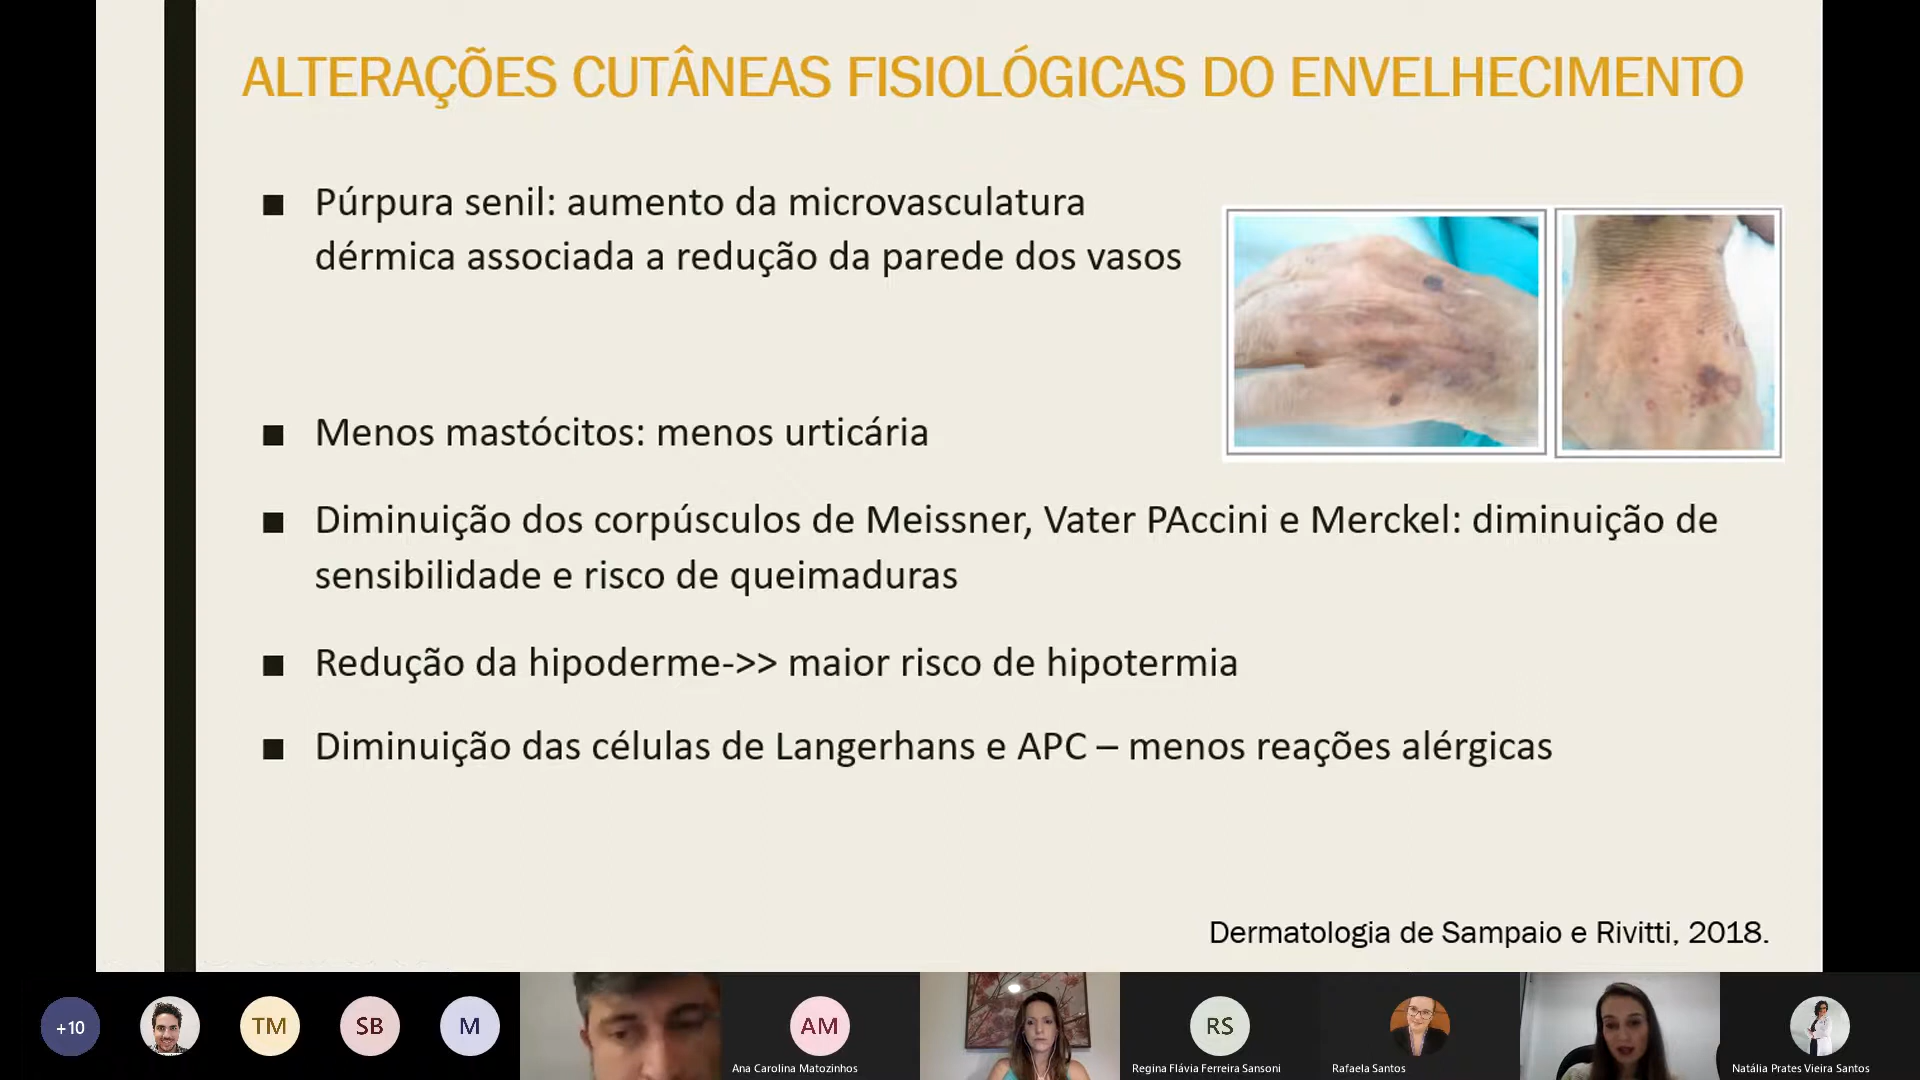 ALTERAÇÕES CUTÂNEAS FISIOLÓGICAS DO ENVELHECIMENTO
■ Púrpura senil: aumento da microvasculatura
dérmica associada a redução da parede dos vasos
■ Menos mastócitos: menos urticária
■ Diminuição dos corpúsculos de Meissner, Vater PAccini e Merckel: diminuição de
sensibilidade e risco de queimaduras
■ Redução da hipoderme->> maior risco de hipotermia
■ Diminuição das células de Langerhans e APC – menos reações alérgicas
Dermatologia de Sampaio e Rivitti, 2018.
+10
TM
SB
M
AM
Ana Carolina Matozinhos
RS
Regina Flávia Ferreira Sansoni
Rafaela Santos
Natália Prates Vieira Santos